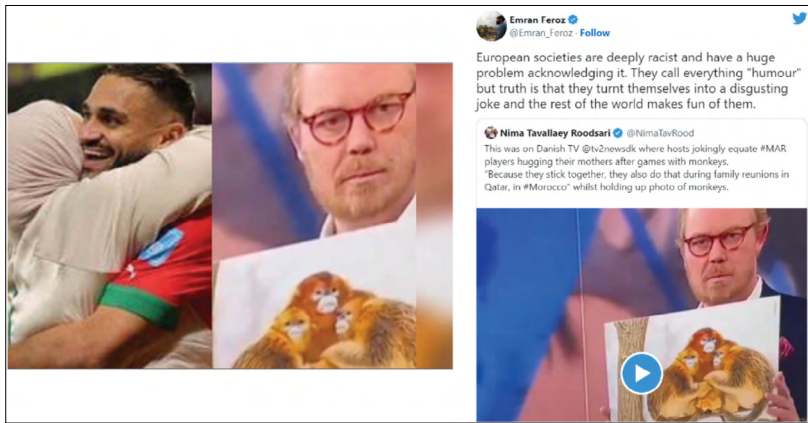 Emran Feroz
@Emran_Feroz · Follow
European societies are deeply racist and have a huge
problem acknowledging it. They call everything "humour"
but truth is that they turnt themselves into a disgusting
joke and the rest of the world makes fun of them.
Nima Tavallaey Roodsari @NimaTavRood
This was on Danish TV @tv2newsdk where hosts jokingly equate #MAR
players hugging their mothers after games with monkeys.
"Because they stick together, they also do that during family reunions in
Qatar, in #Morocco" whilst holding up photo of monkeys.